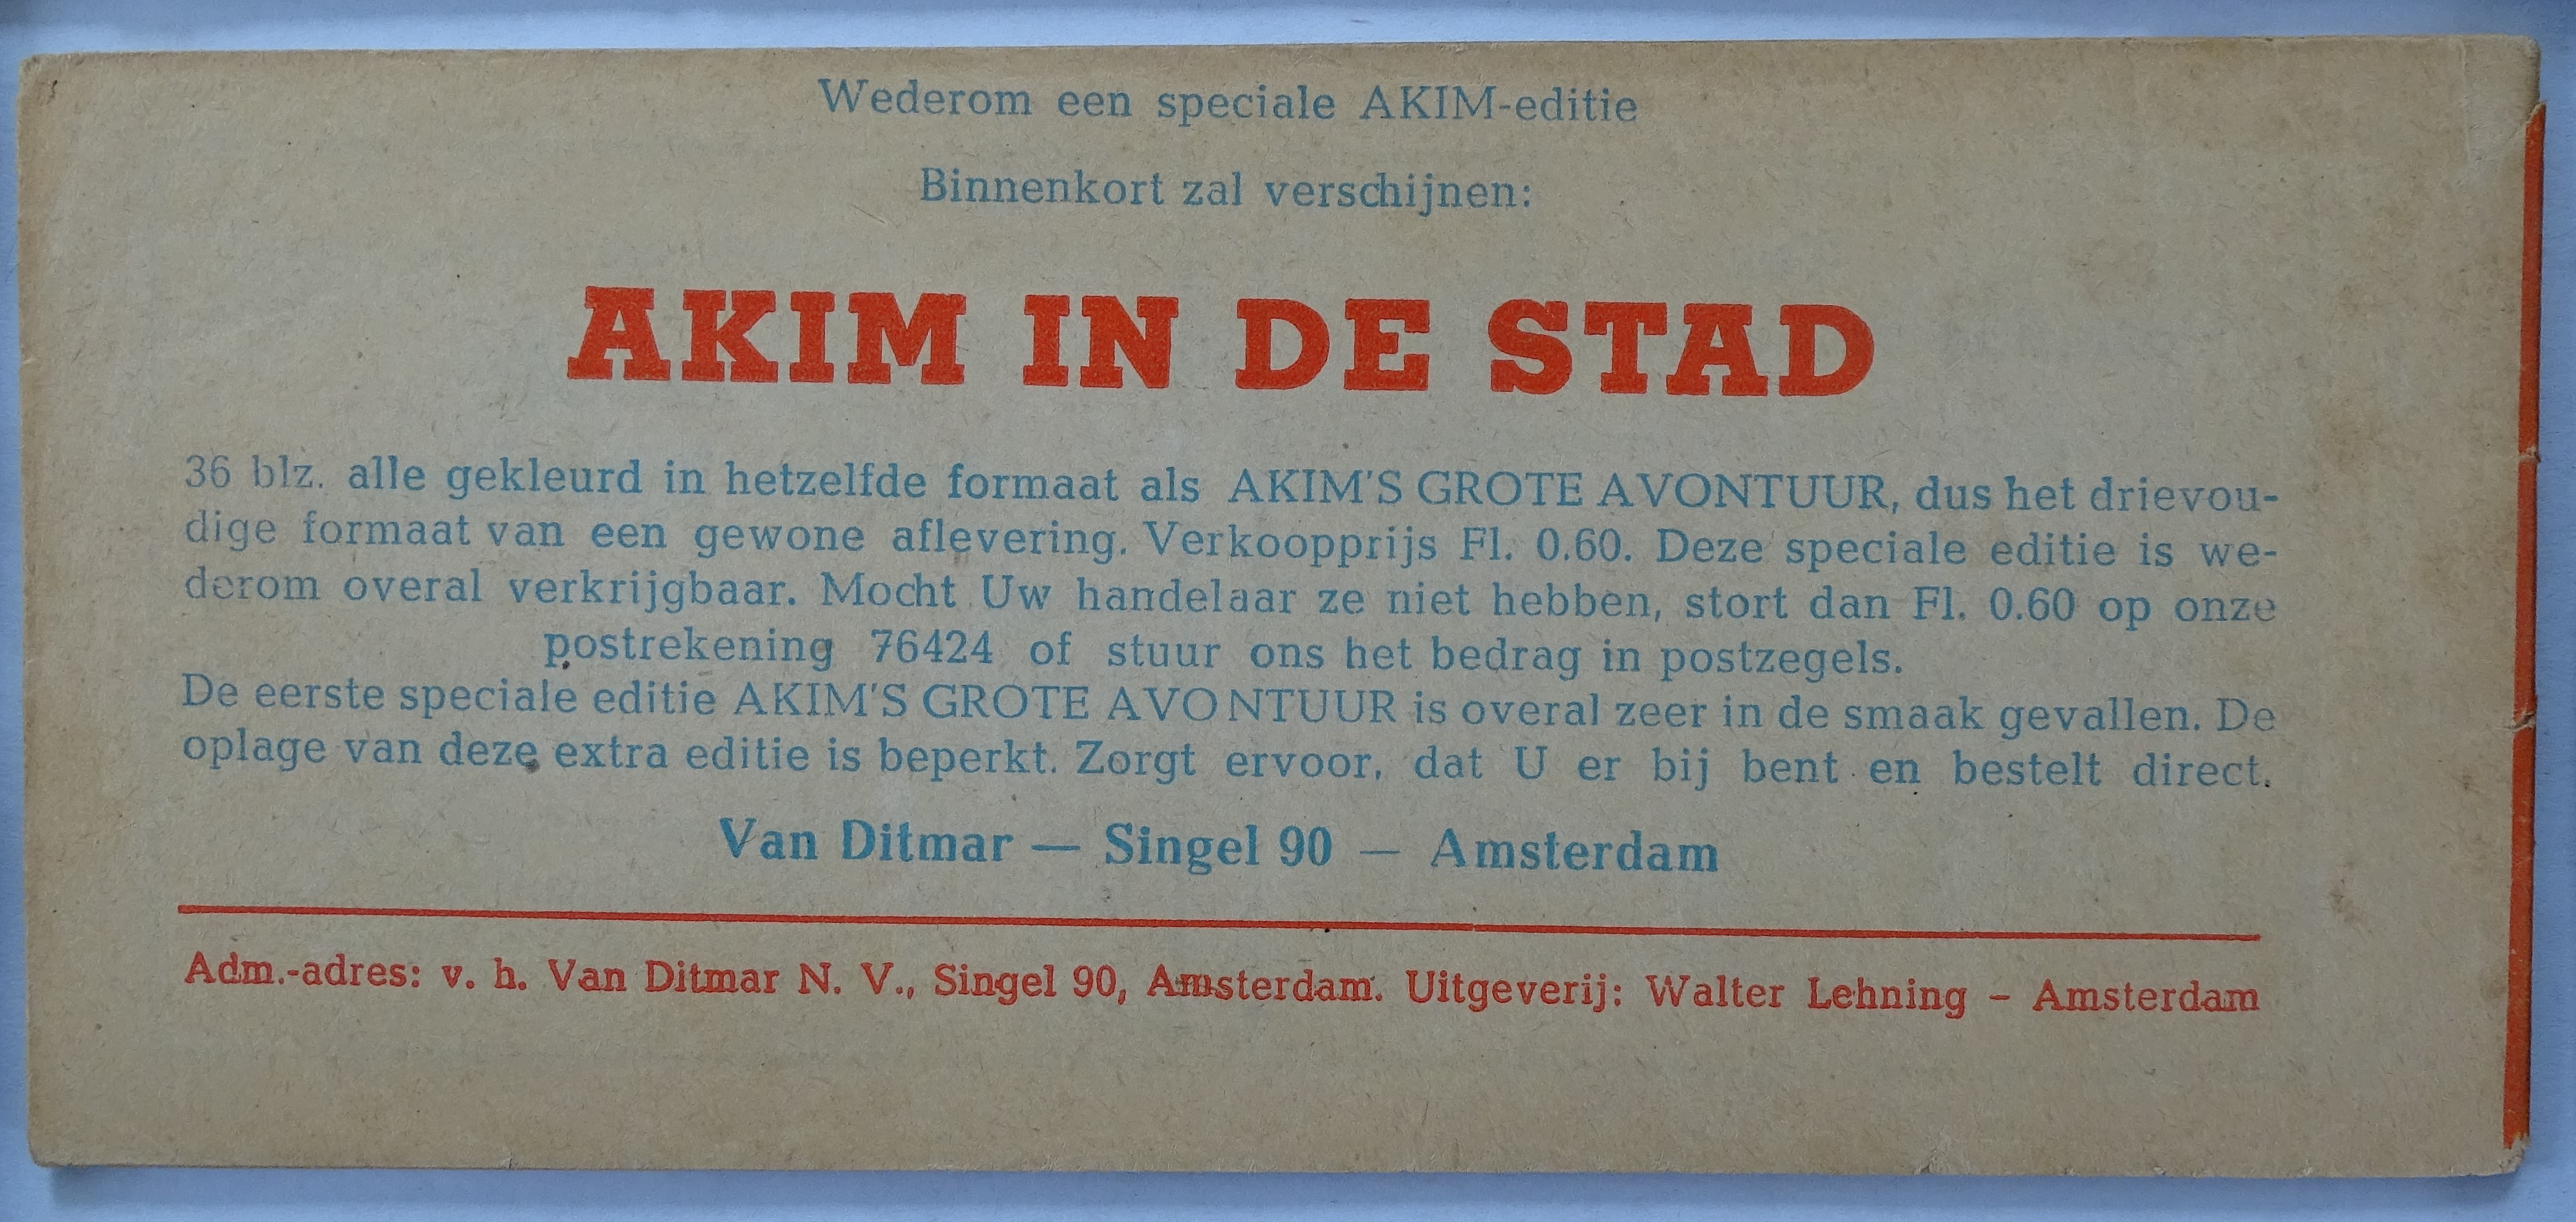 Wederom een speciale AKIM-editie
Binnenkort zal verschijnen:
AKIM IN DE STAD
36 blz. alle gekleurd in hetzelfde formaat als AKIM'S GROTE AVONTUUR, dus het drievou-
dige formaat van een gewone aflevering. Verkoopprijs Fl. 0.60. Deze speciale editie is we-
derom overal verkrijgbaar. Mocht Uw handelaar ze niet hebben, stort dan Fl. 0.60 op onze
postrekening 76424 of stuur ons het bedrag in postzegels.
De eerste speciale editie AKIM'S GROTE AVONTUUR is overal zeer in de smaak gevallen. De
oplage van deze extra editie is beperkt. Zorgt ervoor, dat U er bij bent en bestelt direct.
Van Ditmar — Singel 90 — Amsterdam
Adm.-adres: v. h. Van Ditmar N. V., Singel 90, Amsterdam. Uitgeverij: Walter Lehning – Amsterdam